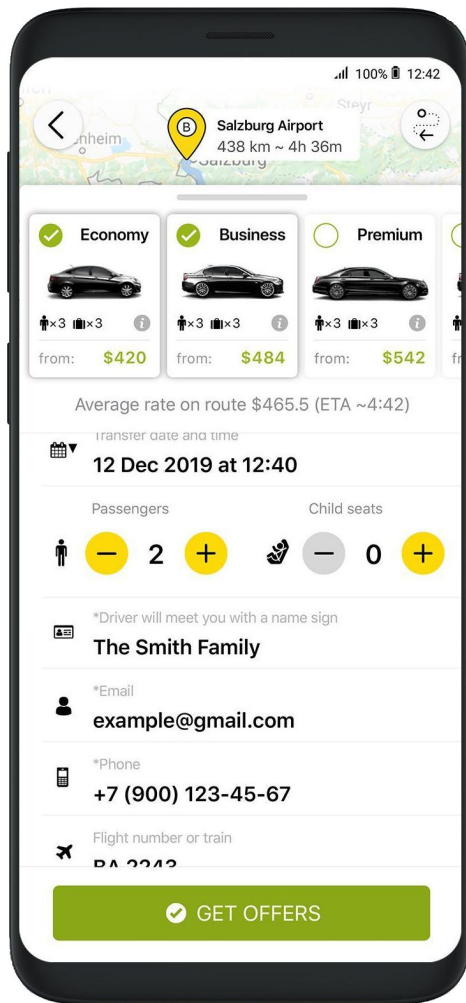 100% 12:42
Steyr
nheim
B
Salzburg Airport
438 km ~ 4h 36m
Salzburg
Economy Business Premium
×3 ×3 i ×3 ×3 i ×3 ×3 i
from: $420 from: $484 from: $542 fr
Average rate on route $465.5 (ETA ~4:42)
Transfer date and time
12 Dec 2019 at 12:40
Passengers Child seats
− 2 + − 0 +
*Driver will meet you with a name sign
The Smith Family
*Email
example@gmail.com
*Phone
+7 (900) 123-45-67
Flight number or train
BA 2243
GET OFFERS